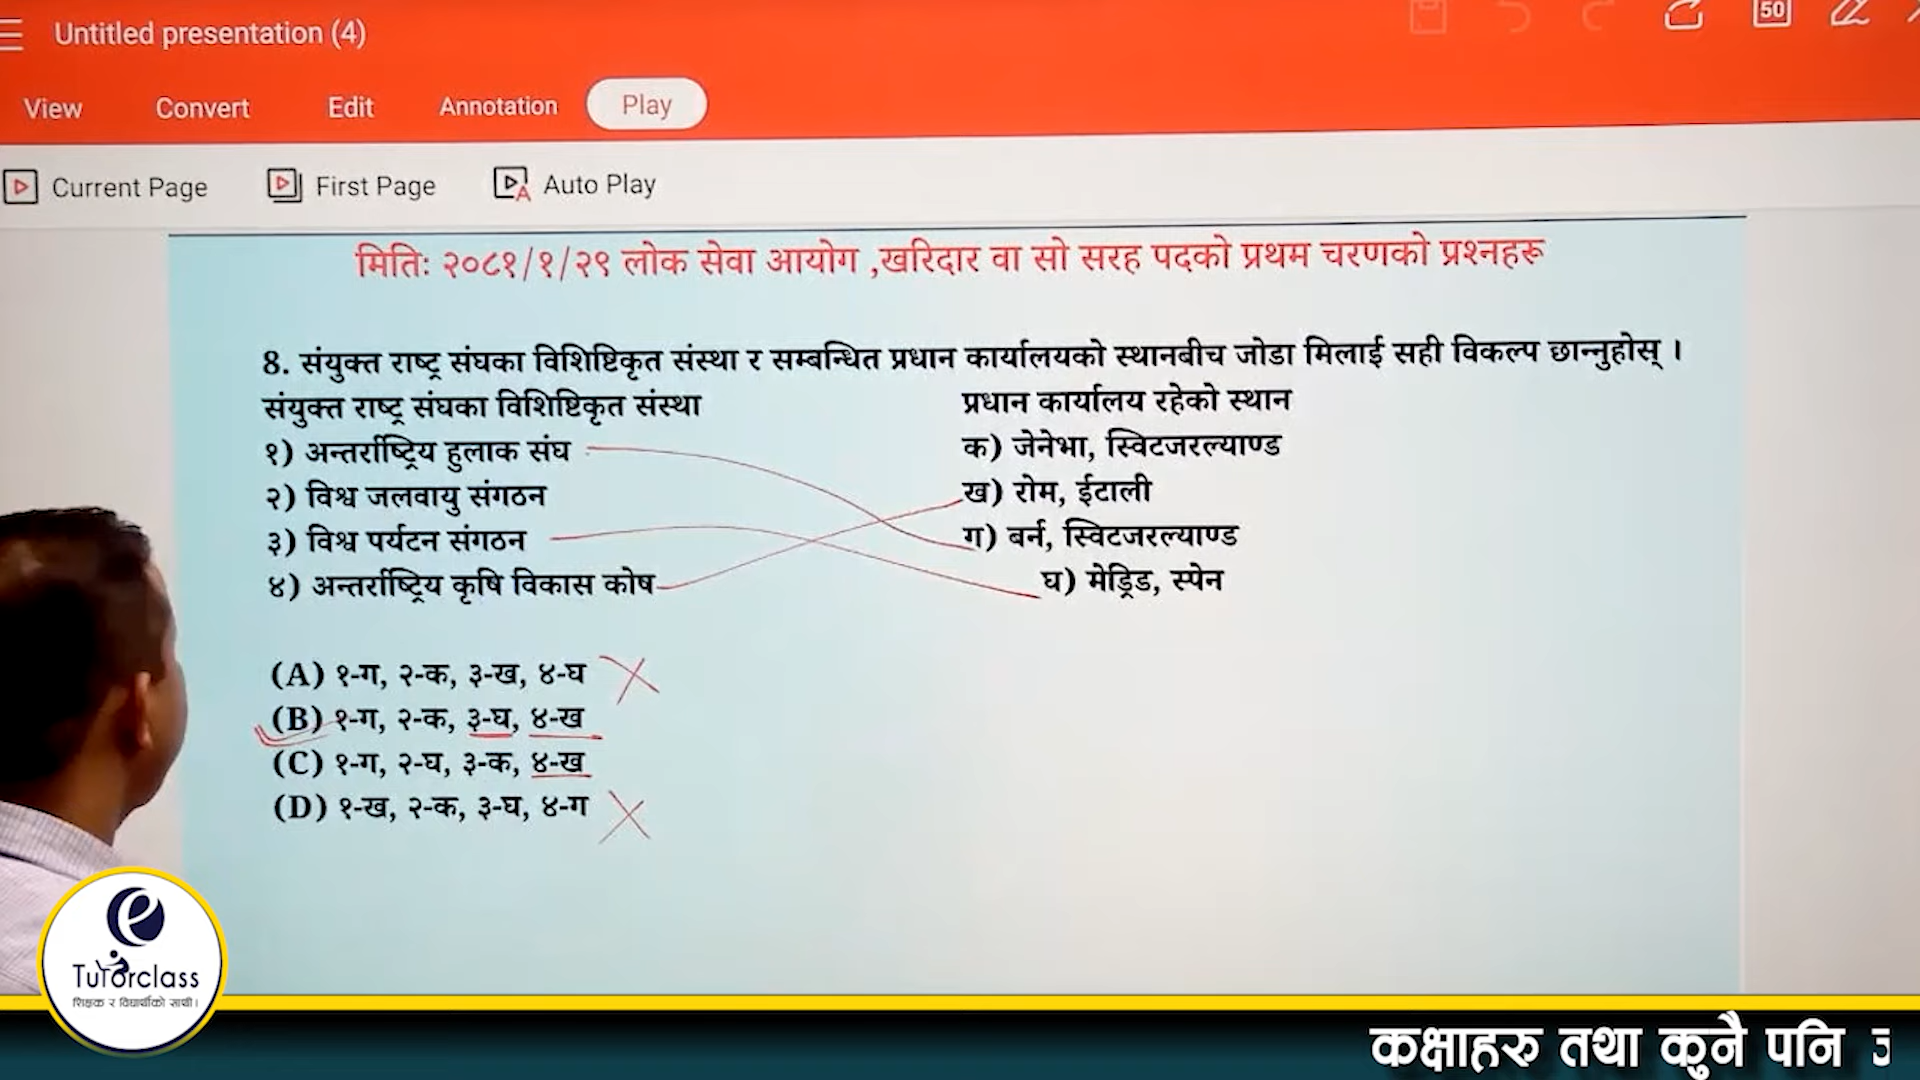 Untitled presentation (4)
50
View Convert Edit Annotation Play
Current Page First Page Auto Play
मितिः २०८१/१/२९ लोक सेवा आयोग ,खरिदार वा सो सरह पदको प्रथम चरणको प्रश्नहरू
8. संयुक्त राष्ट्र संघका विशिष्टिकृत संस्था र सम्बन्धित प्रधान कार्यालयको स्थानबीच जोडा मिलाई सही विकल्प छान्नुहोस् ।
संयुक्त राष्ट्र संघका विशिष्टिकृत संस्था प्रधान कार्यालय रहेको स्थान
१) अन्तर्राष्ट्रिय हुलाक संघ क) जेनेभा, स्विटजरल्याण्ड
२) विश्व जलवायु संगठन ख) रोम, ईटाली
३) विश्व पर्यटन संगठन ग) बर्न, स्विटजरल्याण्ड
४) अन्तर्राष्ट्रिय कृषि विकास कोष घ) मेड्रिड, स्पेन
(A) १-ग, २-क, ३-ख, ४-घ
(B) १-ग, २-क, ३-घ, ४-ख
(C) १-ग, २-घ, ३-क, ४-ख
(D) १-ख, २-क, ३-घ, ४-ग
e
Tutorclass
शिक्षक र विद्यार्थीको साथी।
कक्षाहरु तथा कुनै पनि